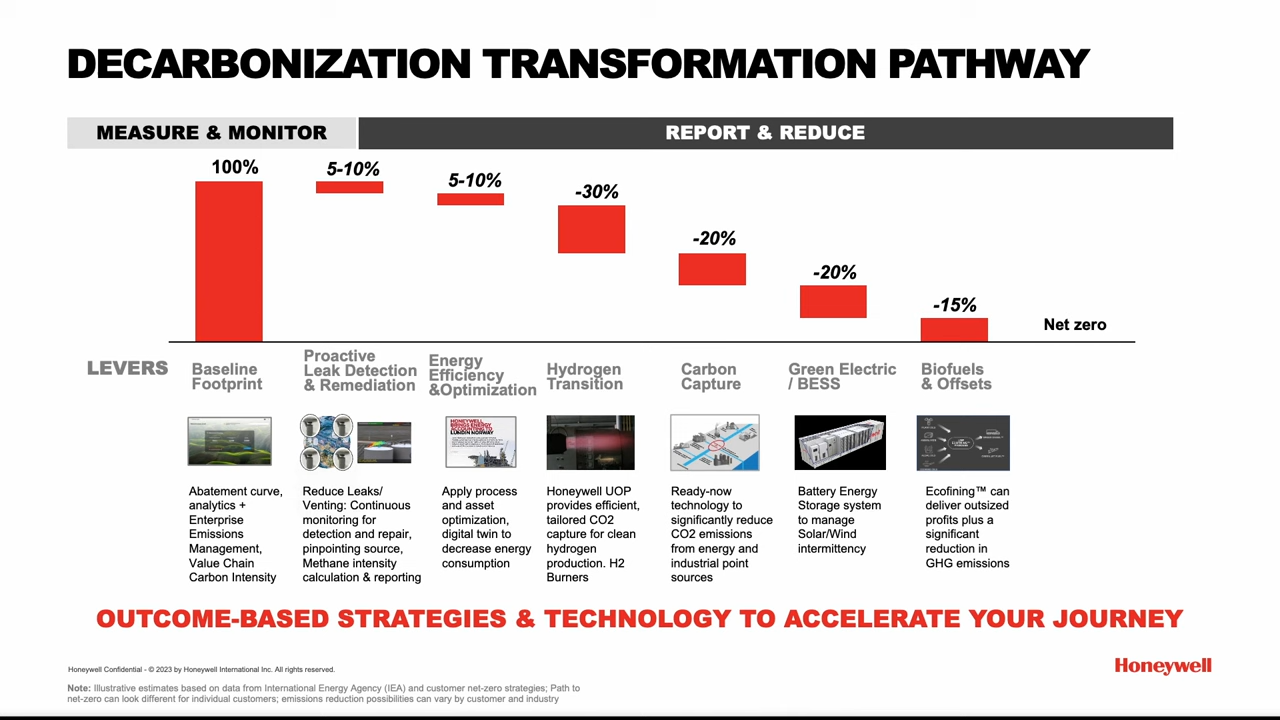 DECARBONIZATION TRANSFORMATION PATHWAY
MEASURE & MONITOR
REPORT & REDUCE
100%
5-10%
5-10%
-30%
-20%
-20%
-15%
Net zero
LEVERS
Baseline
Footprint
Proactive
Leak Detection
& Remediation
Energy
Efficiency
&Optimization
Hydrogen
Transition
Carbon
Capture
Green Electric
/ BESS
Biofuels
& Offsets
HONEYWELL
BRINGS ENERGY
LUNDIN NORWAY
Abatement curve,
analytics +
Enterprise
Emissions
Management,
Value Chain
Carbon Intensity
Reduce Leaks/
Venting: Continuous
monitoring for
detection and repair,
pinpointing source,
Methane intensity
calculation & reporting
Apply process
and asset
optimization,
digital twin to
decrease energy
consumption
Honeywell UOP
provides efficient,
tailored CO2
capture for clean
hydrogen
production. H2
Burners
Ready-now
technology to
significantly reduce
CO2 emissions
from energy and
industrial point
sources
Battery Energy
Storage system
to manage
Solar/Wind
intermittency
Ecofining™ can
deliver outsized
profits plus a
significant
reduction in
GHG emissions
OUTCOME-BASED STRATEGIES & TECHNOLOGY TO ACCELERATE YOUR JOURNEY
Honeywell Confidential - © 2023 by Honeywell International Inc. All rights reserved.
Honeywell
Note: Illustrative estimates based on data from International Energy Agency (IEA) and customer net-zero strategies; Path to
net-zero can look different for individual customers; emissions reduction possibilities can vary by customer and industry